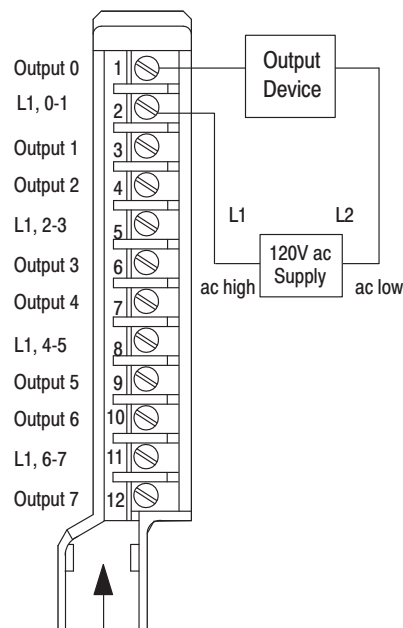 Output 0
L1, 0-1
Output 1
Output 2
L1, 2-3
Output 3
Output 4
L1, 4-5
Output 5
Output 6
L1, 6-7
Output 7
1
2
3
4
5
6
7
8
9
10
11
12
Output
Device
L1
L2
120V ac
Supply
ac high
ac low